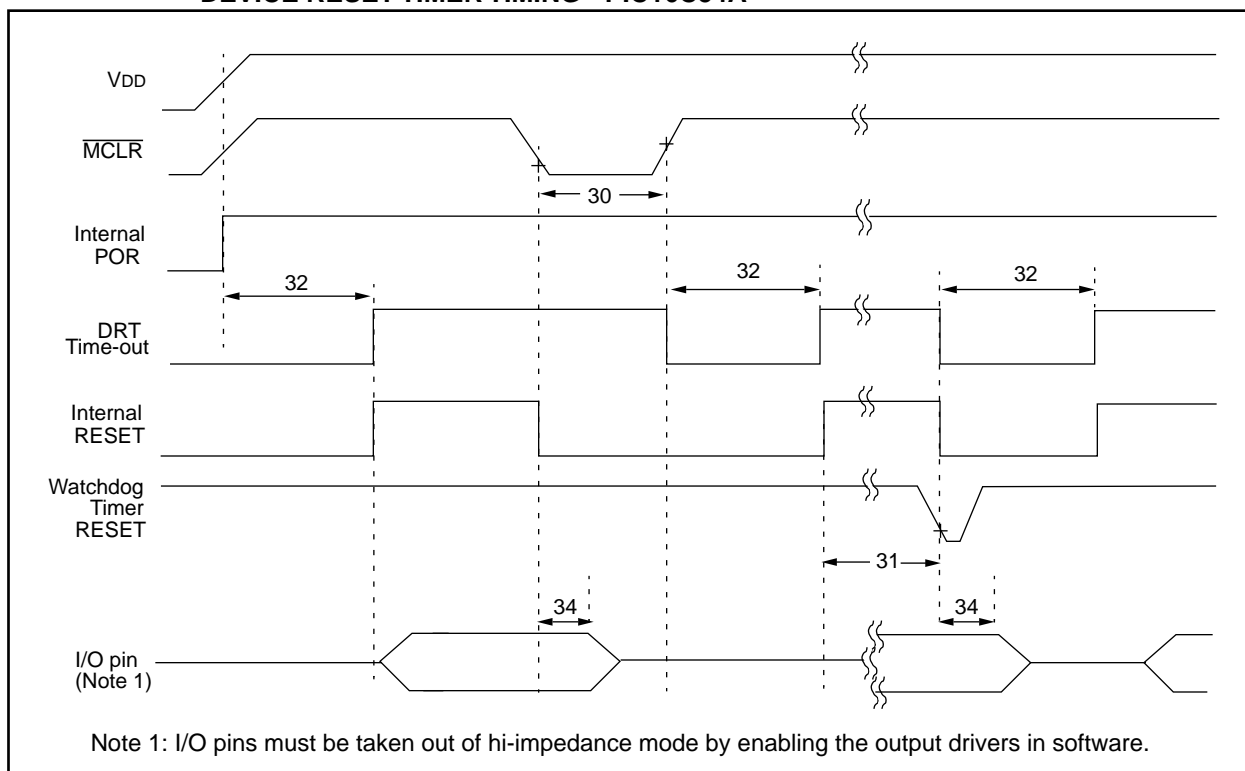 VDD
MCLR
30
Internal
POR
32
32
32
DRT
Time-out
Internal
RESET
Watchdog
Timer
RESET
31
34
34
I/O pin
(Note 1)
Note 1: I/O pins must be taken out of hi-impedance mode by enabling the output drivers in software.